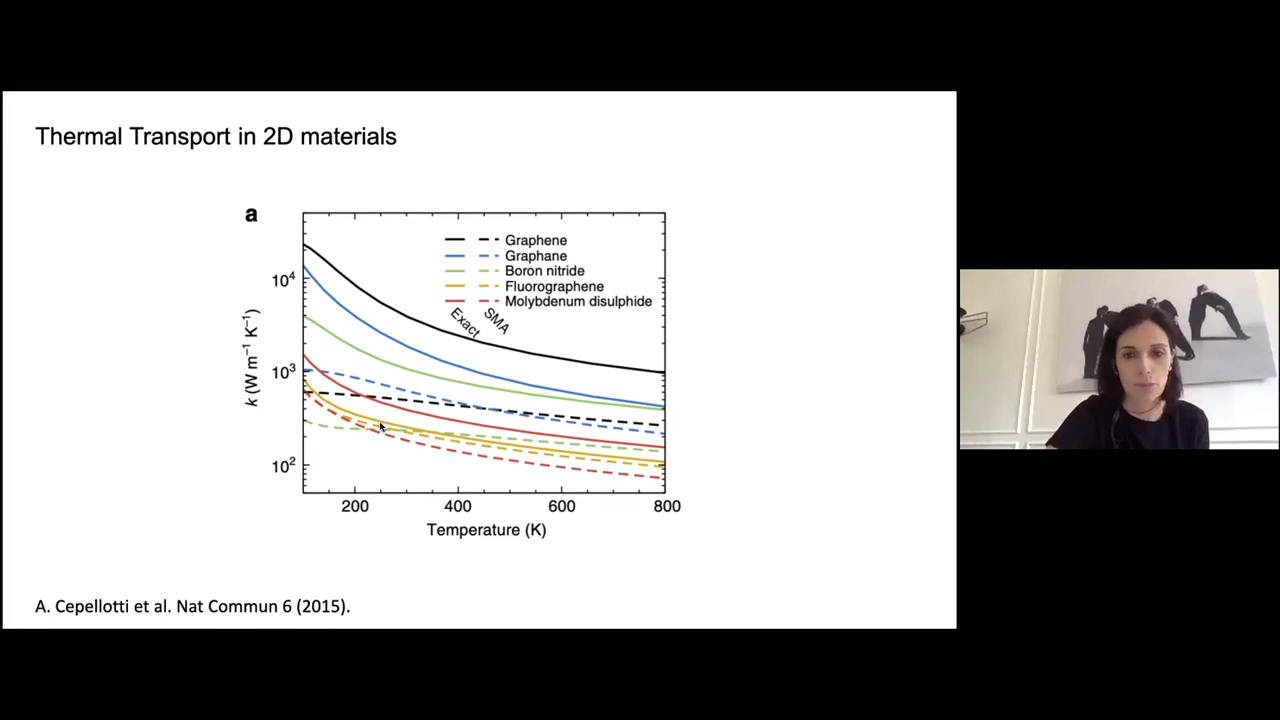 Thermal Transport in 2D materials
a
Graphene
Graphane
Boron nitride
Fluorographene
Molybdenum disulphide
Exact
SMA
10⁴
10³
10²
k (W m⁻¹ K⁻¹)
200 400 600 800
Temperature (K)
A. Cepellotti et al. Nat Commun 6 (2015).